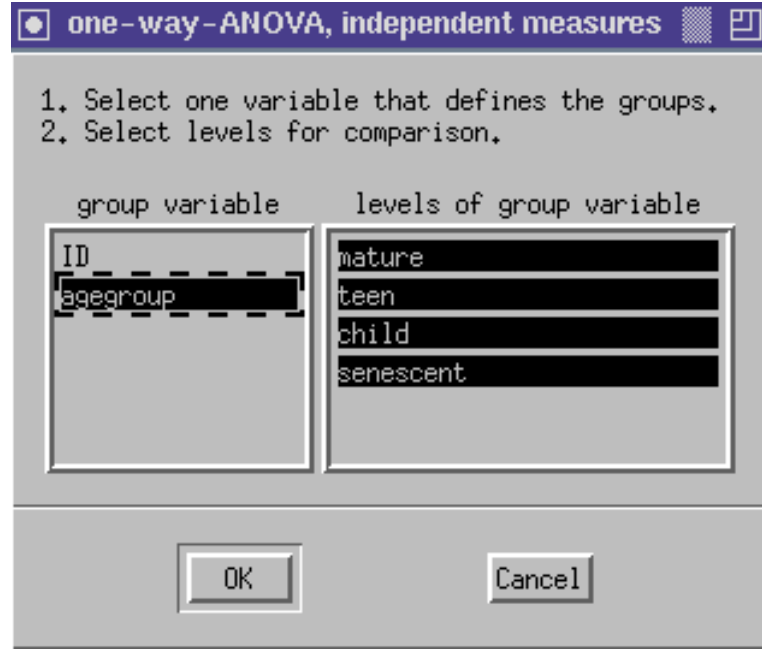 one-way-ANOVA, independent measures
1. Select one variable that defines the groups.
2. Select levels for comparison.
group variable
levels of group variable
ID
agegroup
mature
teen
child
senescent
OK
Cancel